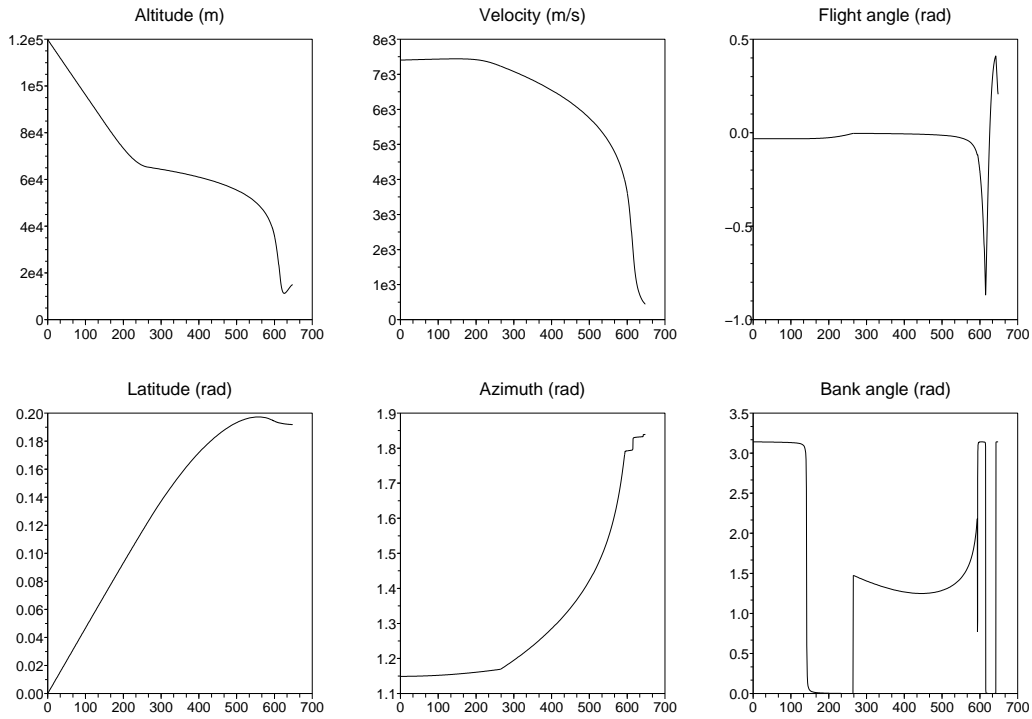 Altitude (m)
1.2e5
1e5
8e4
6e4
4e4
2e4
0
0 100 200 300 400 500 600 700
Velocity (m/s)
8e3
7e3
6e3
5e3
4e3
3e3
2e3
1e3
0
0 100 200 300 400 500 600 700
Flight angle (rad)
0.5
0.0
−0.5
−1.0
0 100 200 300 400 500 600 700
Latitude (rad)
0.20
0.18
0.16
0.14
0.12
0.10
0.08
0.06
0.04
0.02
0.00
0 100 200 300 400 500 600 700
Azimuth (rad)
1.9
1.8
1.7
1.6
1.5
1.4
1.3
1.2
1.1
0 100 200 300 400 500 600 700
Bank angle (rad)
3.5
3.0
2.5
2.0
1.5
1.0
0.5
0.0
0 100 200 300 400 500 600 700